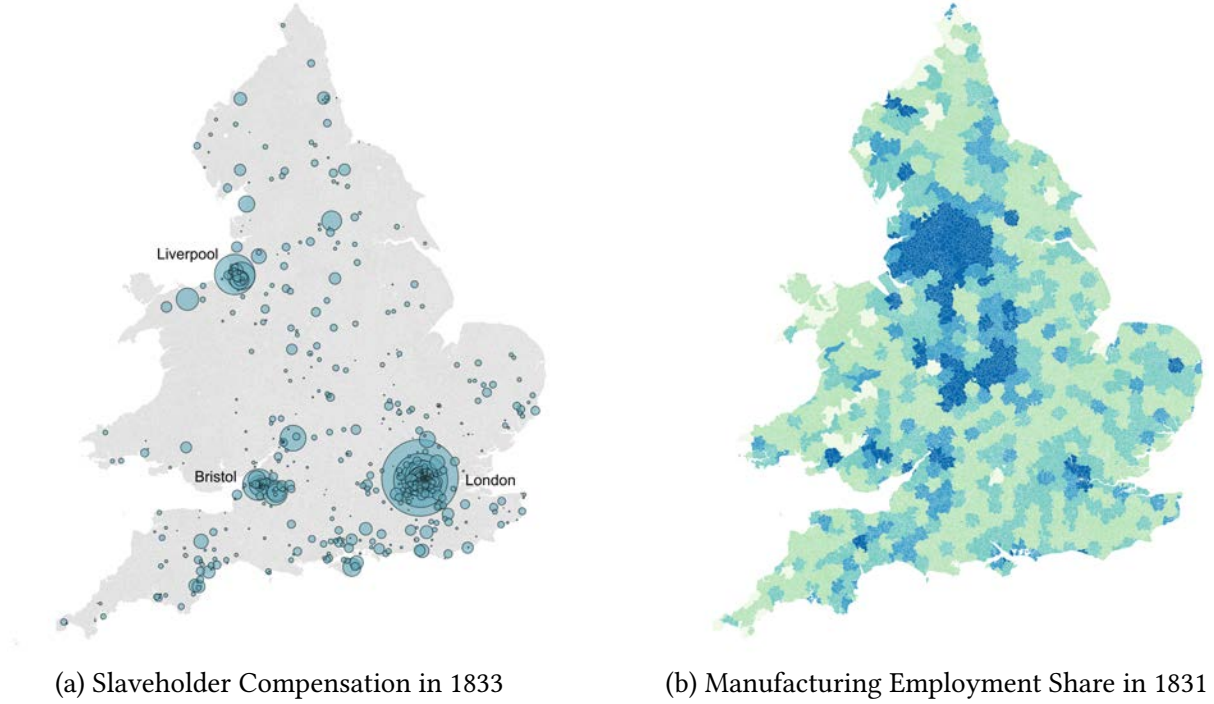 Liverpool
Bristol
London
(a) Slaveholder Compensation in 1833
(b) Manufacturing Employment Share in 1831